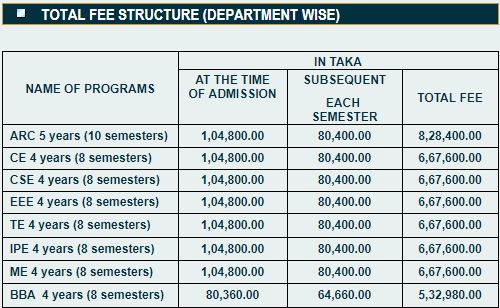 TOTAL FEE STRUCTURE (DEPARTMENT WISE)
NAME OF PROGRAMS
IN TAKA
AT THE TIME
OF ADMISSION
SUBSEQUENT
EACH
SEMESTER
TOTAL FEE
ARC 5 years (10 semesters) 1,04,800.00 80,400.00 8,28,400.00
CE 4 years (8 semesters) 1,04,800.00 80,400.00 6,67,600.00
CSE 4 years (8 semesters) 1,04,800.00 80,400.00 6,67,600.00
EEE 4 years (8 semesters) 1,04,800.00 80,400.00 6,67,600.00
TE 4 years (8 semesters) 1,04,800.00 80,400.00 6,67,600.00
IPE 4 years (8 semesters) 1,04,800.00 80,400.00 6,67,600.00
ME 4 years (8 semesters) 1,04,800.00 80,400.00 6,67,600.00
BBA 4 years (8 semesters) 80,360.00 64,660.00 5,32,980.00